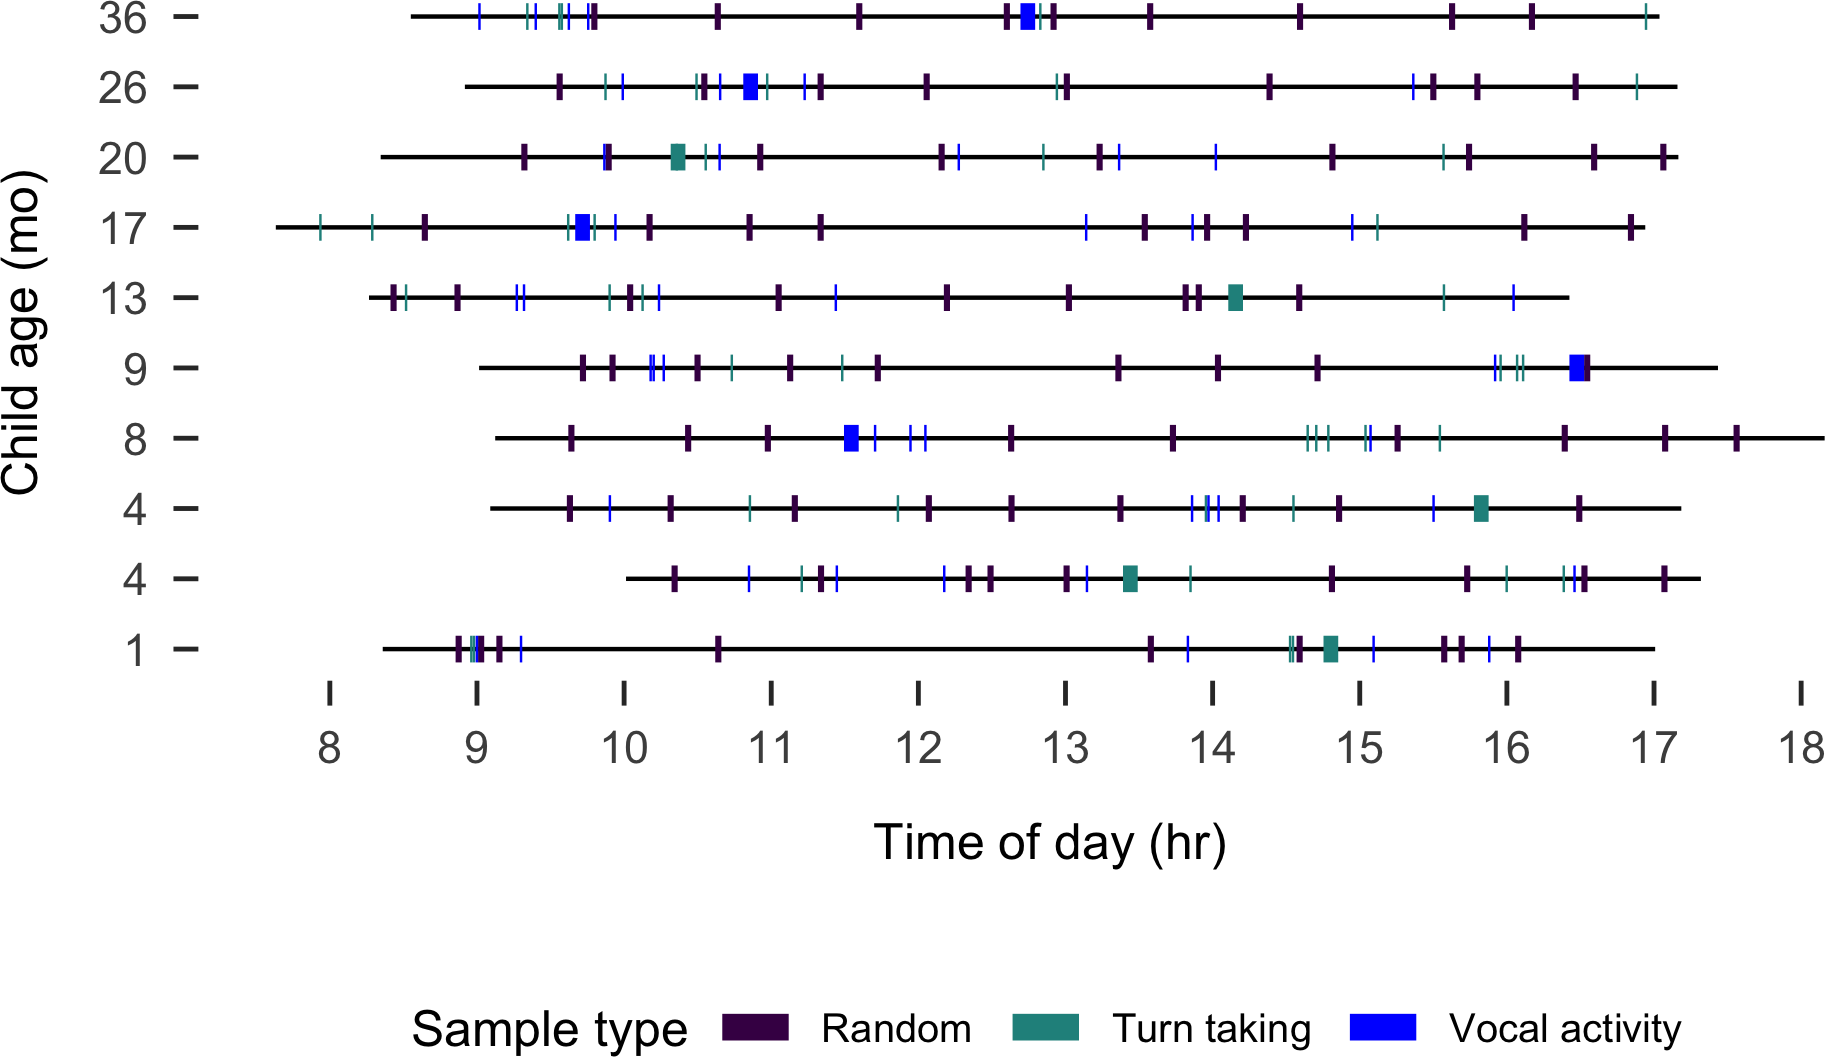 36
26
20
17
13
9
8
4
4
1
Child age (mo)
8 9 10 11 12 13 14 15 16 17 18
Time of day (hr)
Sample type Random Turn taking Vocal activity